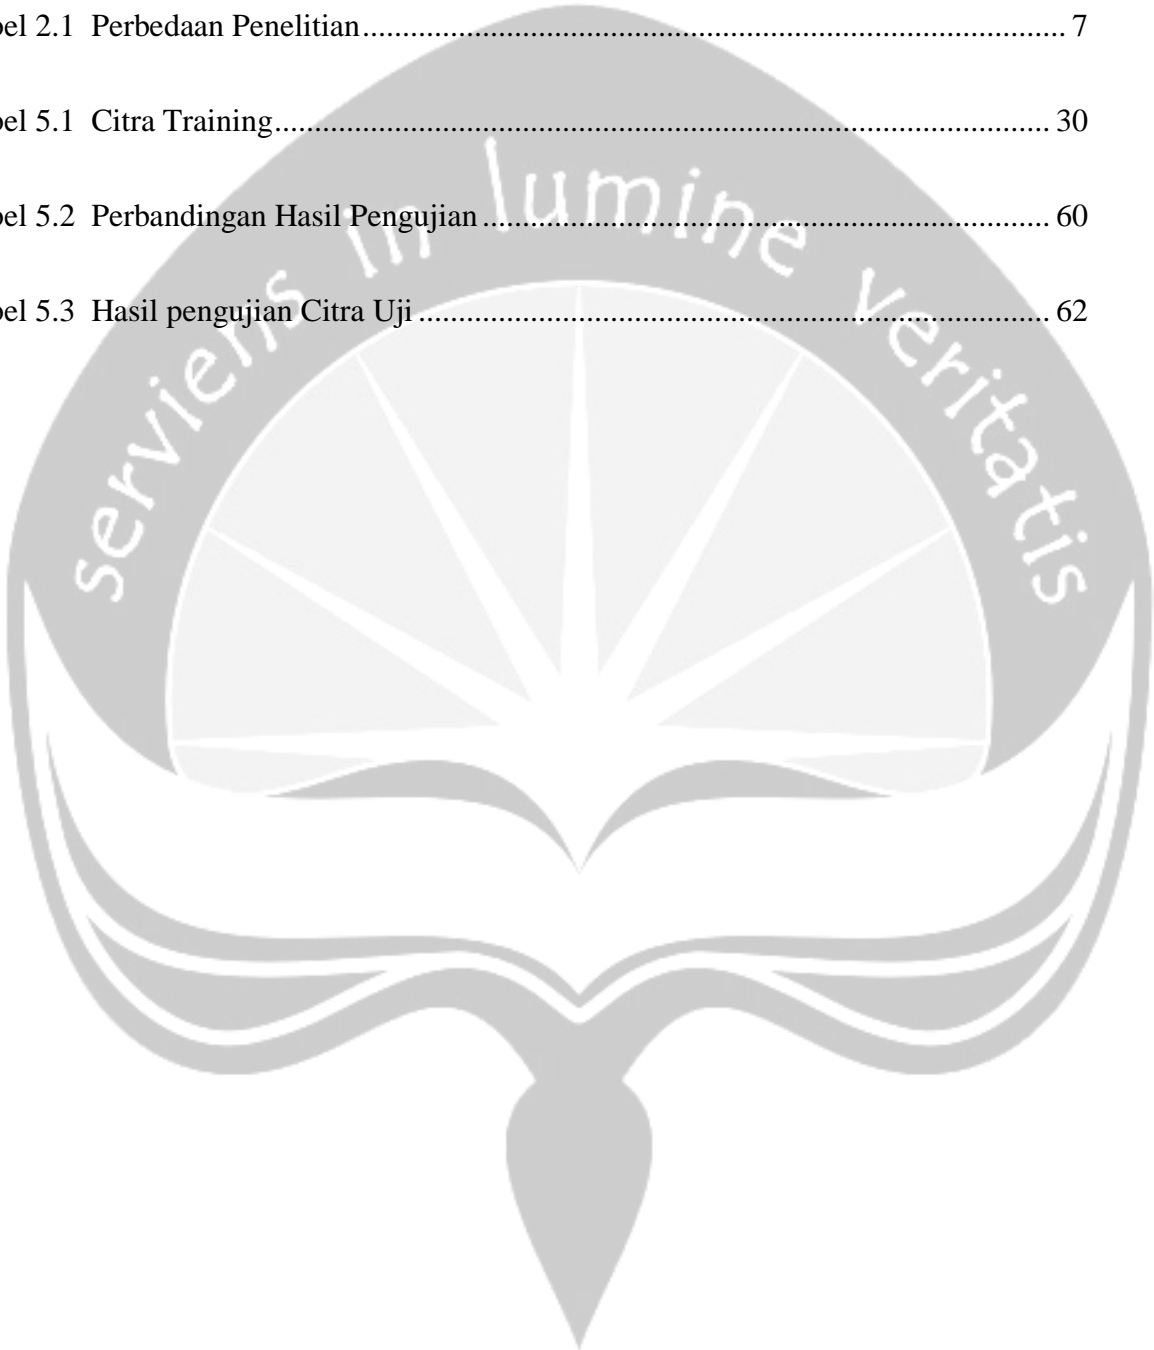 bel 2.1 Perbedaan Penelitian.......................................................................................... 7
bel 5.1 Citra Training.................................................................................................... 30
bel 5.2 Perbandingan Hasil Pengujian......................................................................... 60
bel 5.3 Hasil pengujian Citra Uji................................................................................. 62
serviens in lumine veritatis